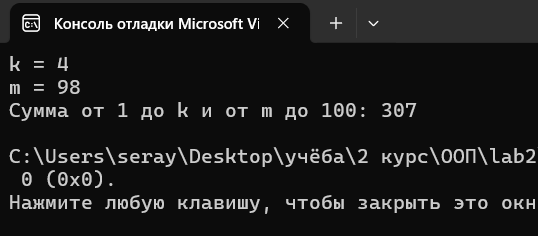 Консоль отладки Microsoft Vi
k = 4
m = 98
Сумма от 1 до k и от m до 100: 307
C:\Users\seray\Desktop\учёба\2 курс\ООП\lab2
0 (0x0).
Нажмите любую клавишу, чтобы закрыть это окн